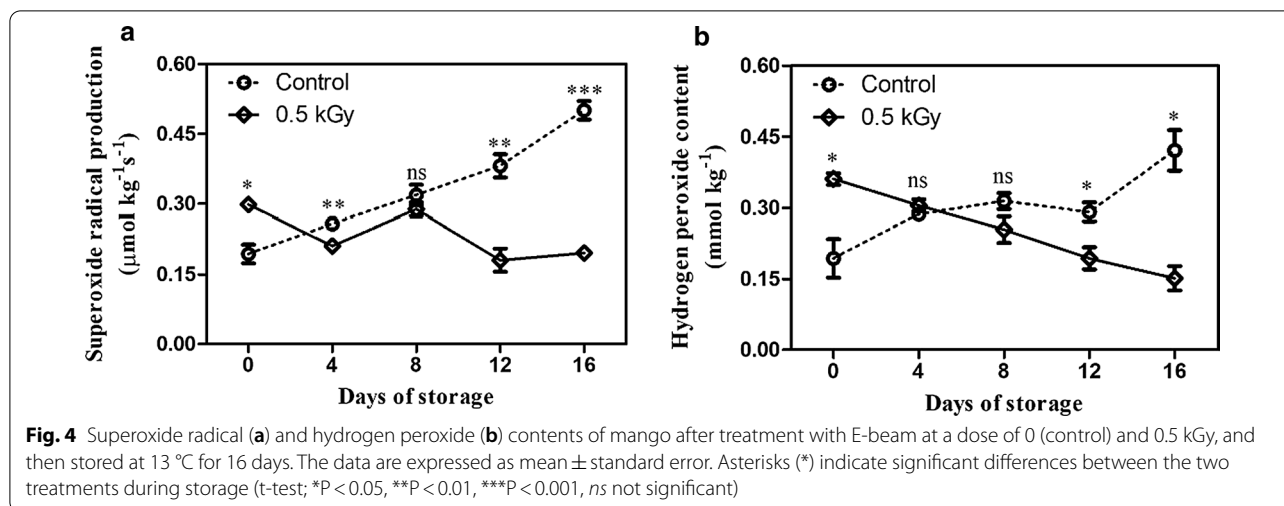 a
Superoxide radical production
(μmol kg⁻¹s⁻¹)
0.60
0.45
0.30
0.15
0.00
Control
0.5 kGy
*
**
ns
**
***
0
4
8
12
16
Days of storage
b
Hydrogen peroxide content
(mmol kg⁻¹)
0.60
0.45
0.30
0.15
0.00
Control
0.5 kGy
*
ns
ns
*
*
0
4
8
12
16
Days of storage
Fig. 4 Superoxide radical (a) and hydrogen peroxide (b) contents of mango after treatment with E-beam at a dose of 0 (control) and 0.5 kGy, and
then stored at 13 °C for 16 days. The data are expressed as mean ± standard error. Asterisks (*) indicate significant differences between the two
treatments during storage (t-test; *P < 0.05, **P < 0.01, ***P < 0.001, ns not significant)